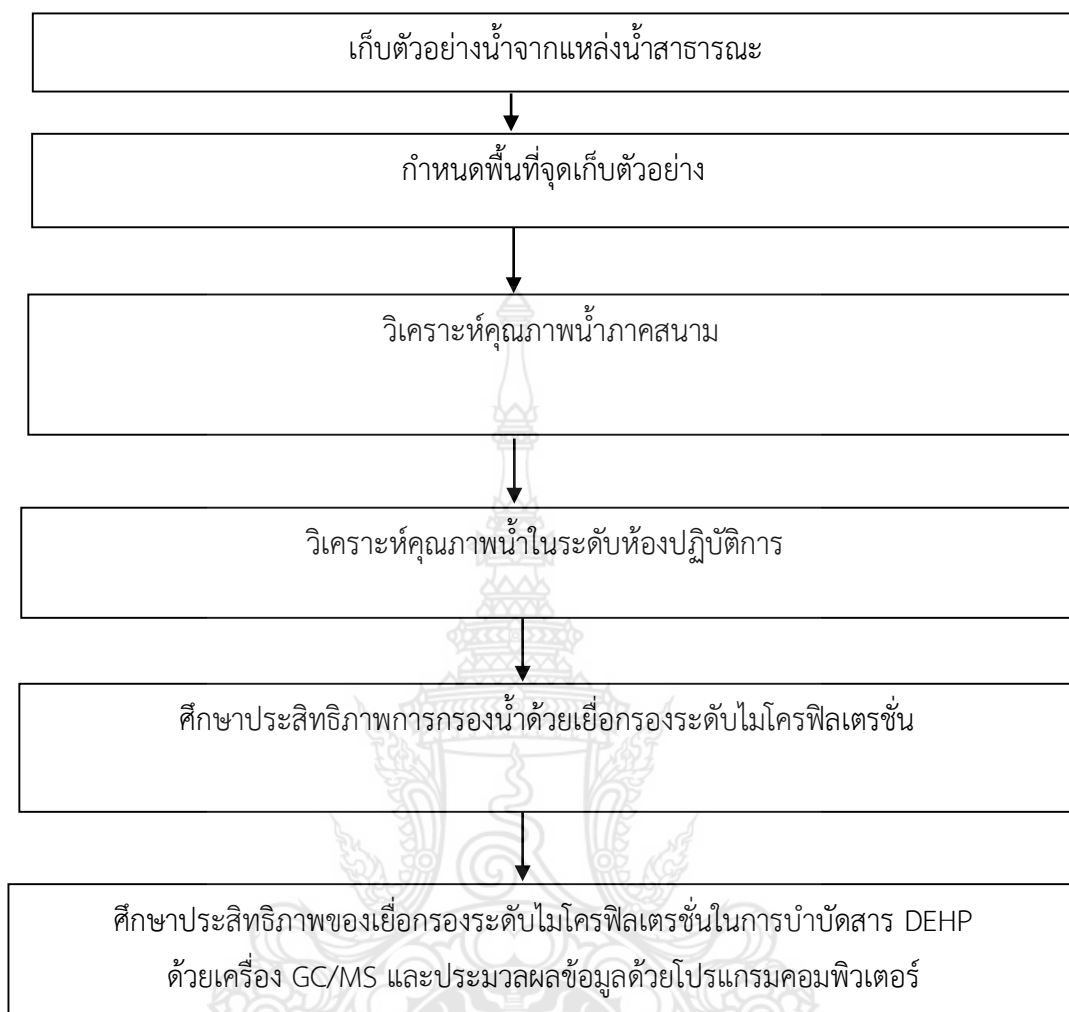 เก็บตัวอย่างน้ำจากแหล่งน้ำสาธารณะ
กำหนดพื้นที่จุดเก็บตัวอย่าง
วิเคราะห์คุณภาพน้ำภาคสนาม
วิเคราะห์คุณภาพน้ำในระดับห้องปฏิบัติการ
ศึกษาประสิทธิภาพการกรองน้ำด้วยเยื่อกรองระดับไมโครฟิลเตรชั่น
ศึกษาประสิทธิภาพของเยื่อกรองระดับไมโครฟิลเตรชั่นในการบำบัดสาร DEHP
ด้วยเครื่อง GC/MS และประมวลผลข้อมูลด้วยโปรแกรมคอมพิวเตอร์